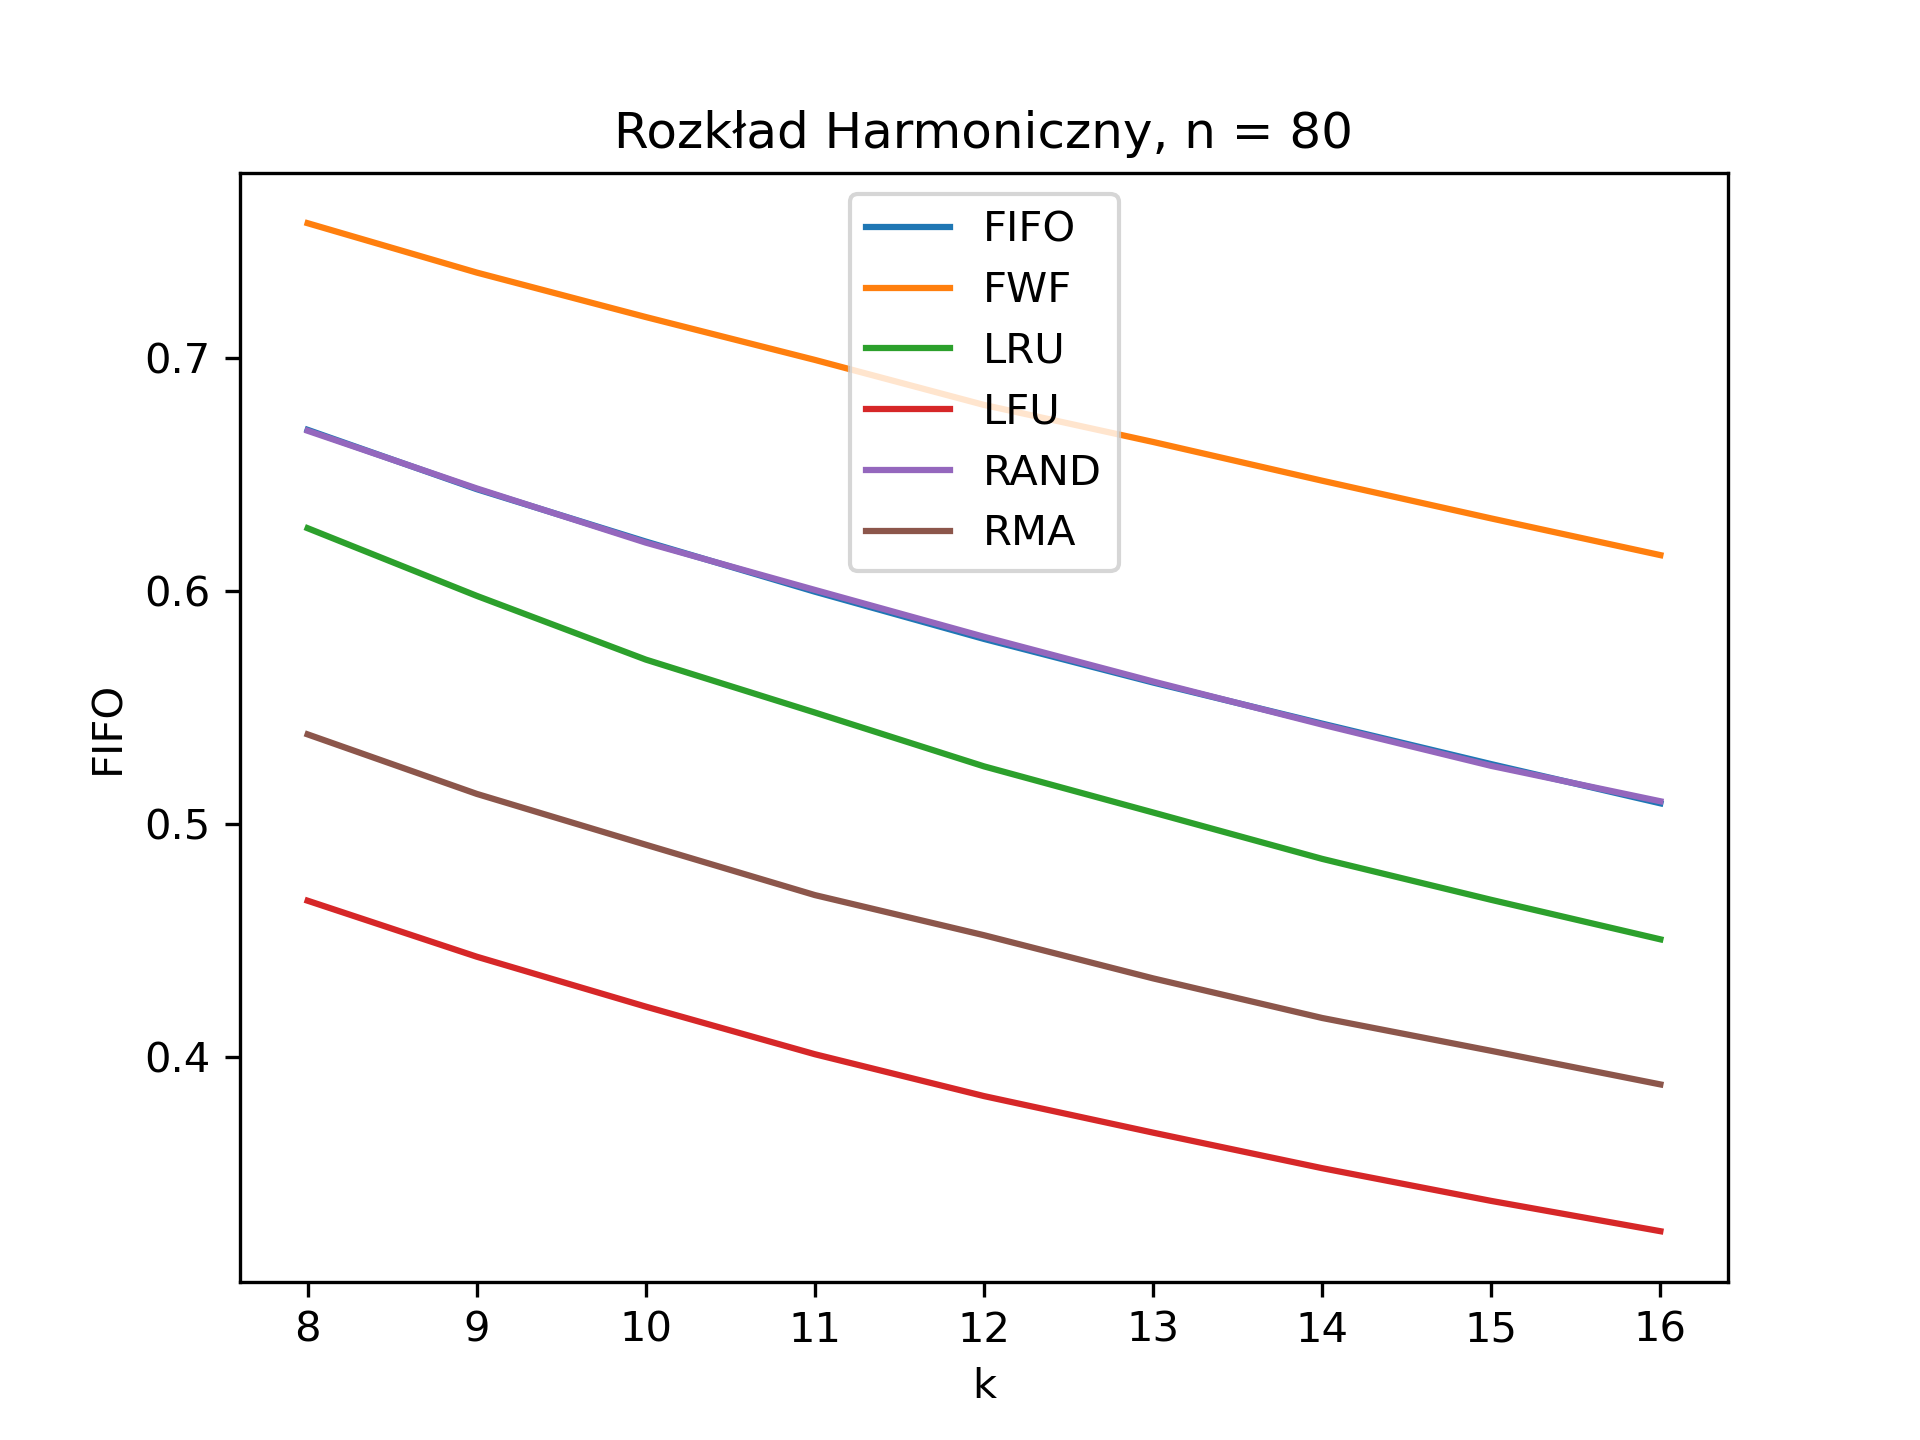 Rozkład Harmoniczny, n = 80
FIFO
FWF
LRU
LFU
RAND
RMA
0.7
0.6
0.5
0.4
FIFO
8 9 10 11 12 13 14 15 16
k